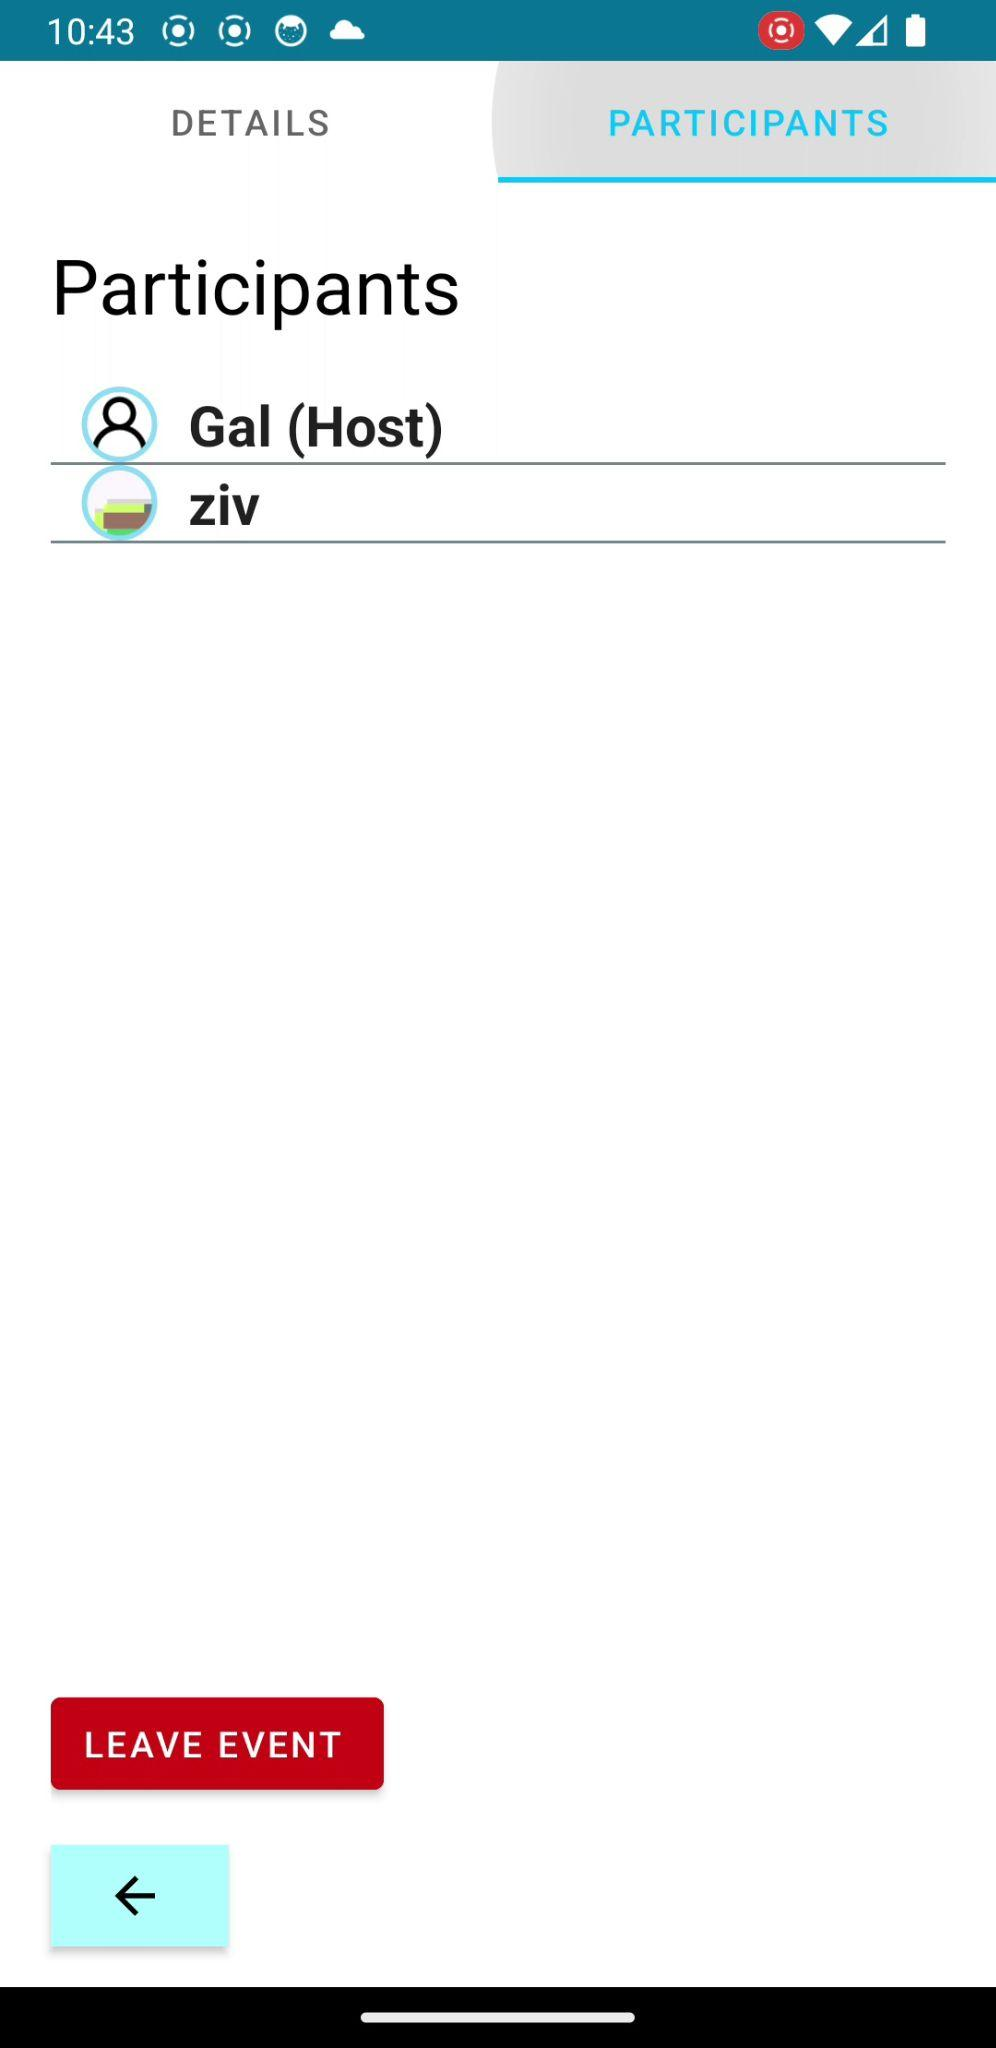 10:43
DETAILS
PARTICIPANTS
Participants
Gal (Host)
ziv
LEAVE EVENT